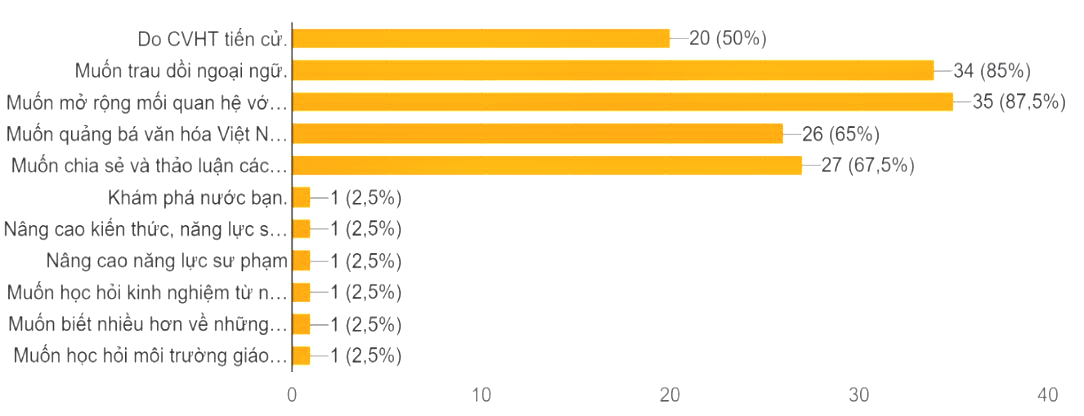 Do CVHT tiến cử. 20 (50%)
Muốn trau dồi ngoại ngữ. 34 (85%)
Muốn mở rộng mối quan hệ vớ… 35 (87,5%)
Muốn quảng bá văn hóa Việt N… 26 (65%)
Muốn chia sẻ và thảo luận các… 27 (67,5%)
Khám phá nước bạn. 1 (2,5%)
Nâng cao kiến thức, năng lực s… 1 (2,5%)
Nâng cao năng lực sư phạm 1 (2,5%)
Muốn học hỏi kinh nghiệm từ n… 1 (2,5%)
Muốn biết nhiều hơn về những… 1 (2,5%)
Muốn học hỏi môi trường giáo… 1 (2,5%)
0 10 20 30 40